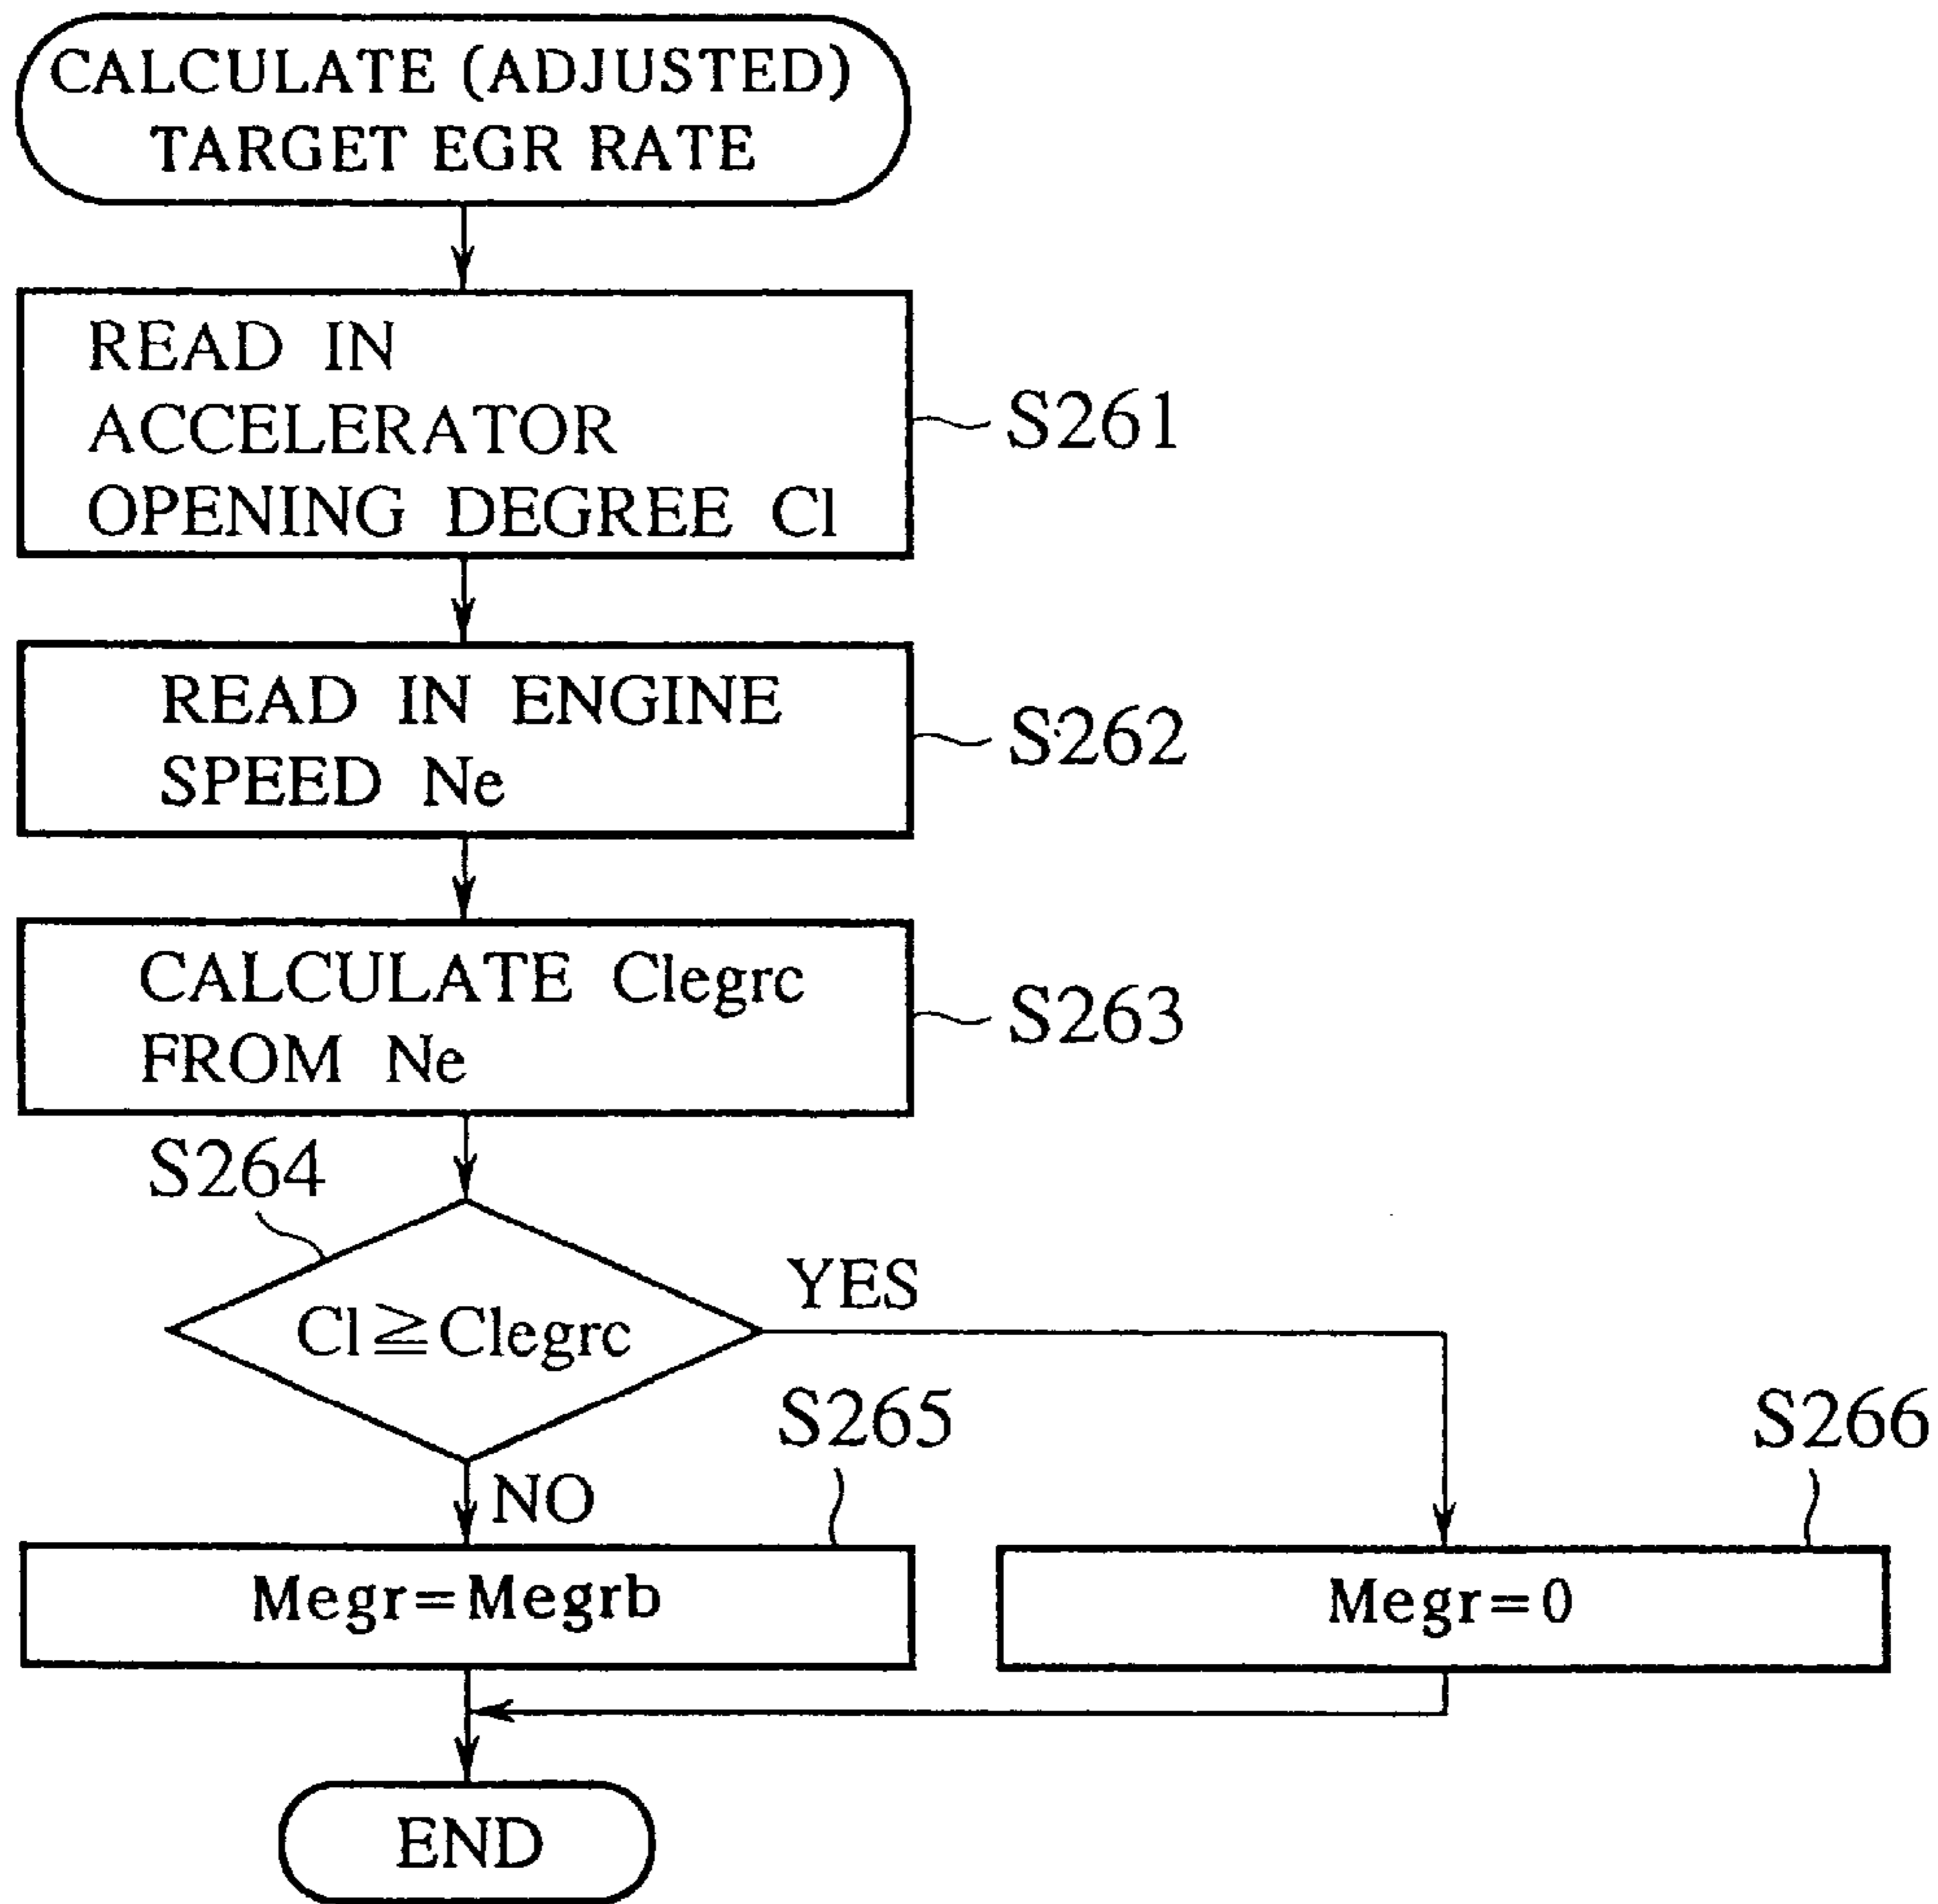 CALCULATE (ADJUSTED)
TARGET EGR RATE
READ IN
ACCELERATOR
OPENING DEGREE Cl
S261
READ IN ENGINE
SPEED Ne
S262
CALCULATE Clegrc
FROM Ne
S263
S264
Cl≧Clegrc
YES
NO
S265
Megr=Megrb
S266
Megr=0
END